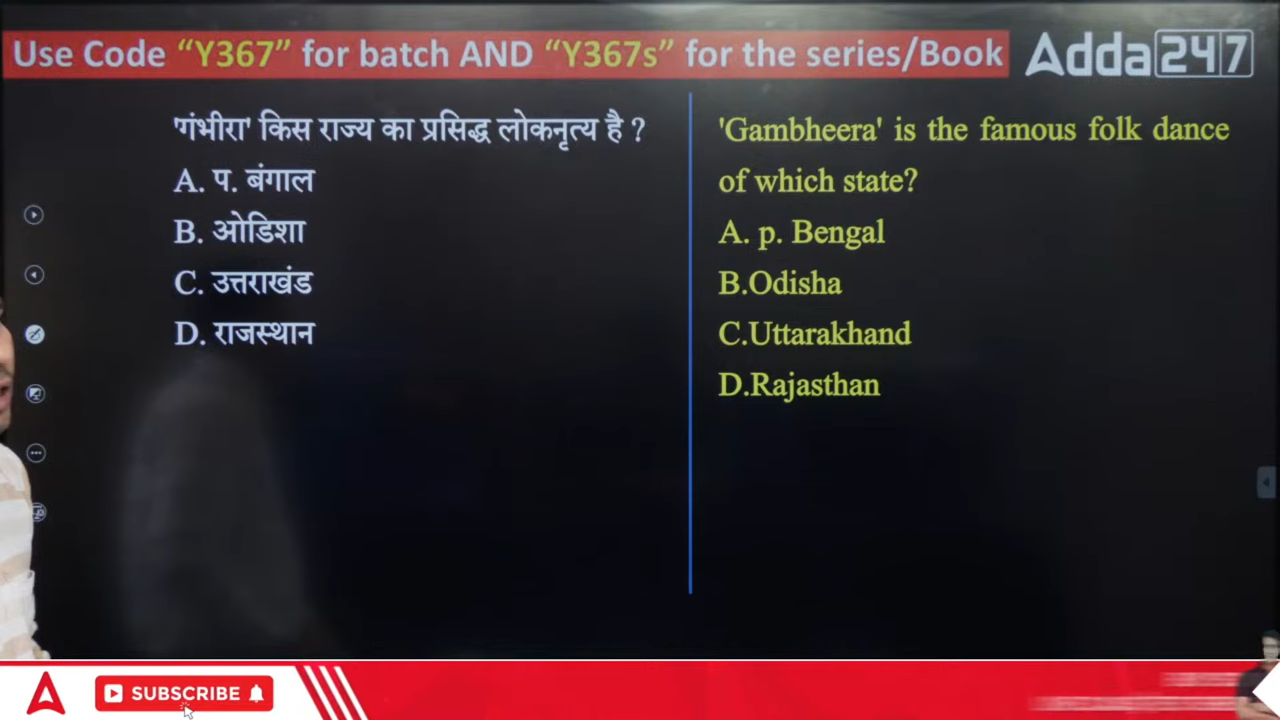 Use Code “Y367” for batch AND “Y367s” for the series/Book
Adda247
'गंभीरा' किस राज्य का प्रसिद्ध लोकनृत्य है ?
A. प. बंगाल
B. ओडिशा
C. उत्तराखंड
D. राजस्थान
'Gambheera' is the famous folk dance
of which state?
A. p. Bengal
B.Odisha
C.Uttarakhand
D.Rajasthan
SUBSCRIBE